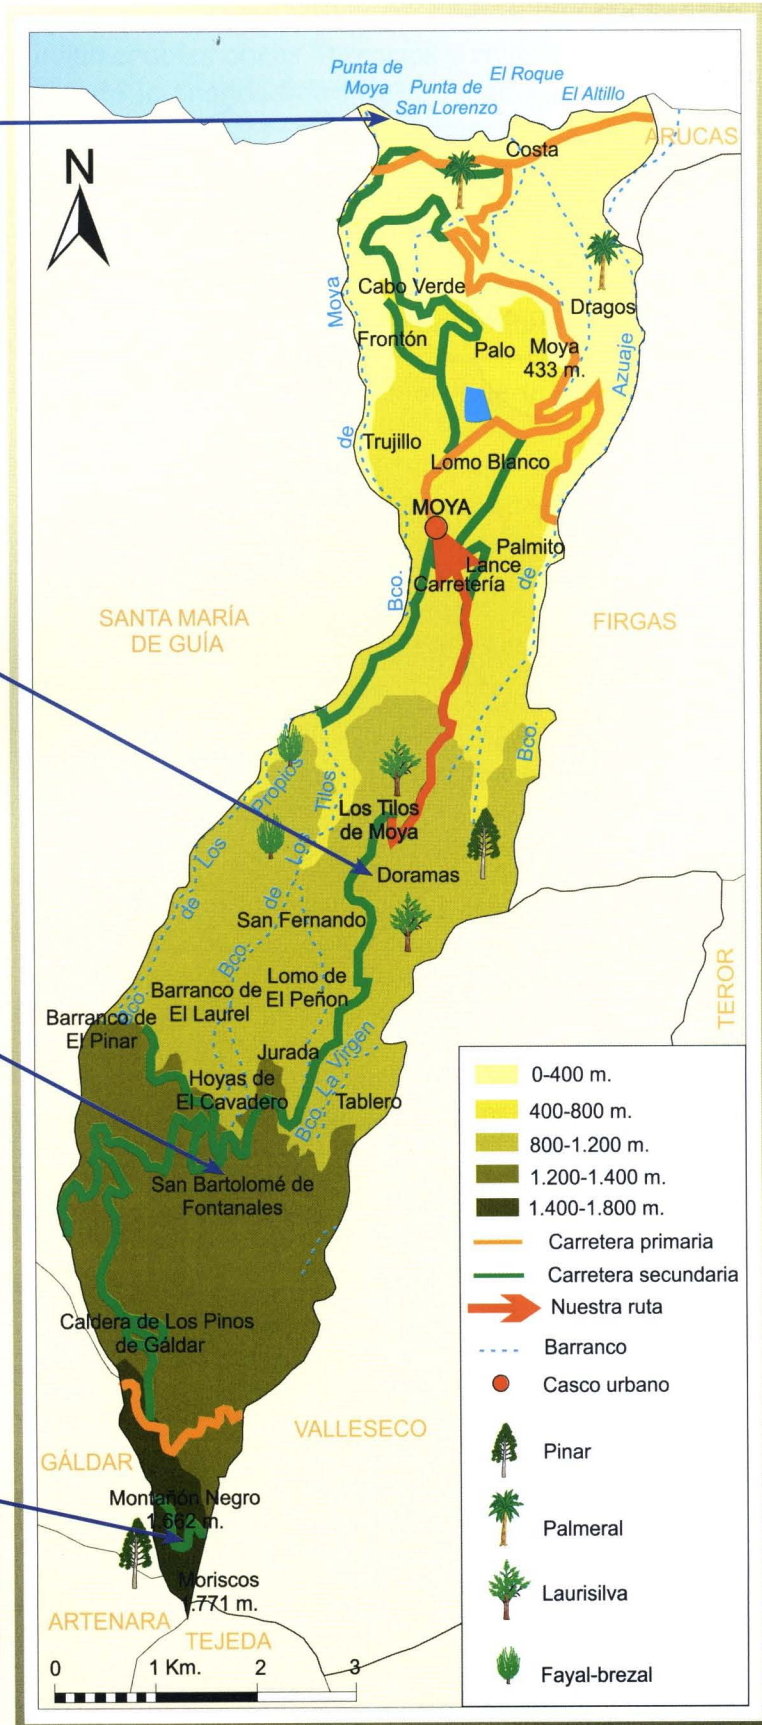 Punta de
Moya
Punta de
San Lorenzo
El Roque
El Altillo
ARUCAS
N
Costa
Moya
Cabo Verde
Dragos
Frontón
Palo
Moya
433 m.
Azuaje
de
Trujillo
Lomo Blanco
MOYA
Palmito
Lance
Carretería
de
Bco.
SANTA MARÍA
DE GUÍA
FIRGAS
Bco.
Propios
Tilos
Los Tilos
de Moya
Los
Los
Doramas
de
de
San Fernando
Bco.
TEROR
Lomo de
El Peñon
Barranco de
El Laurel
Bco.
Barranco de
El Pinar
Jurada
Bco. La Virgen
Hoyas de
El Cavadero
Tablero
San Bartolomé de
Fontanales
Caldera de Los Pinos
de Gáldar
VALLESECO
GÁLDAR
Montañón Negro
1.662 m.
Moriscos
1.771 m.
ARTENARA
TEJEDA
0 1 Km. 2 3
0-400 m.
400-800 m.
800-1.200 m.
1.200-1.400 m.
1.400-1.800 m.
Carretera primaria
Carretera secundaria
Nuestra ruta
Barranco
Casco urbano
Pinar
Palmeral
Laurisilva
Fayal-brezal